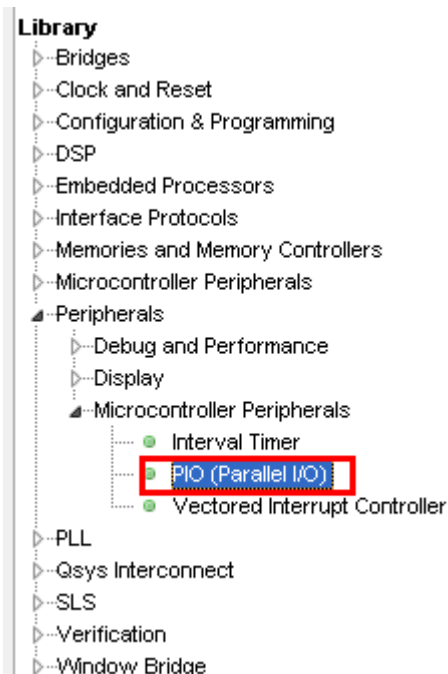 Library
Bridges
Clock and Reset
Configuration & Programming
DSP
Embedded Processors
Interface Protocols
Memories and Memory Controllers
Microcontroller Peripherals
Peripherals
Debug and Performance
Display
Microcontroller Peripherals
Interval Timer
PIO (Parallel I/O)
Vectored Interrupt Controller
PLL
Qsys Interconnect
SLS
Verification
Window Bridge